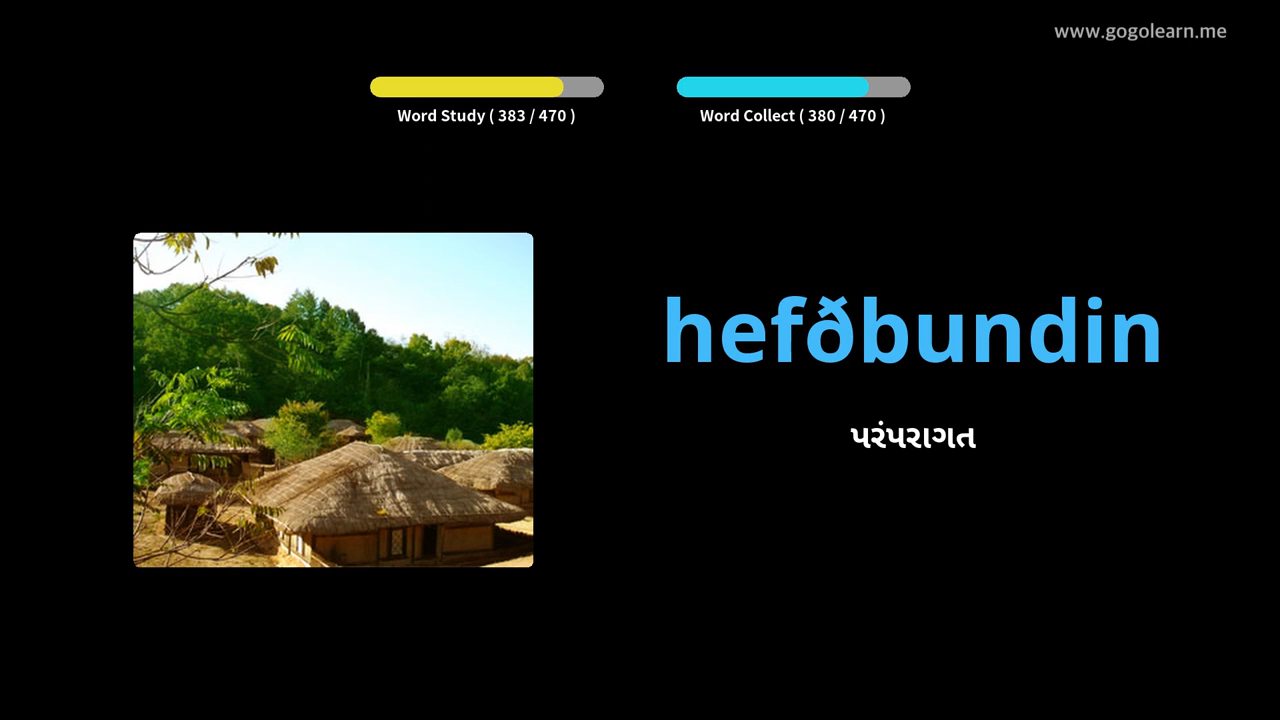 www.gogolearn.me
Word Study ( 383 / 470 )
Word Collect ( 380 / 470 )
hefðbundin
પરંપરાગત